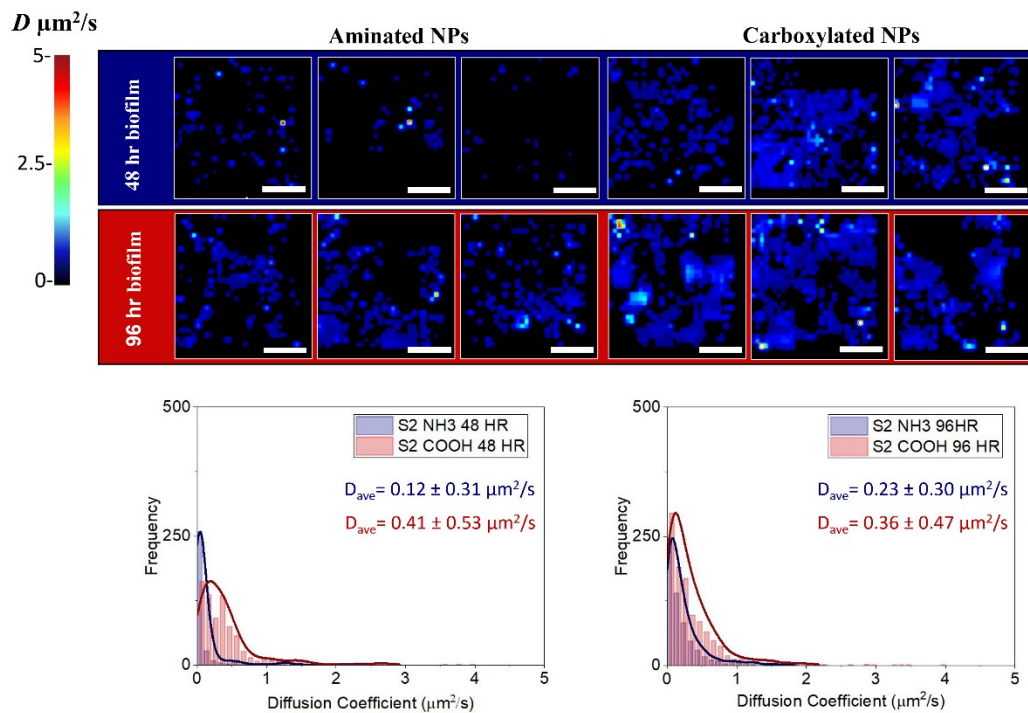 D μm²/s
Aminated NPs
Carboxylated NPs
5-
2.5-
0-
48 hr biofilm
96 hr biofilm
500
250
0
Frequency
S2 NH3 48 HR
S2 COOH 48 HR
Dave= 0.12 ± 0.31 μm²/s
Dave= 0.41 ± 0.53 μm²/s
0 1 2 3 4 5
Diffusion Coefficient (μm²/s)
500
250
0
Frequency
S2 NH3 96HR
S2 COOH 96 HR
Dave= 0.23 ± 0.30 μm²/s
Dave= 0.36 ± 0.47 μm²/s
0 1 2 3 4 5
Diffusion Coefficient (μm²/s)